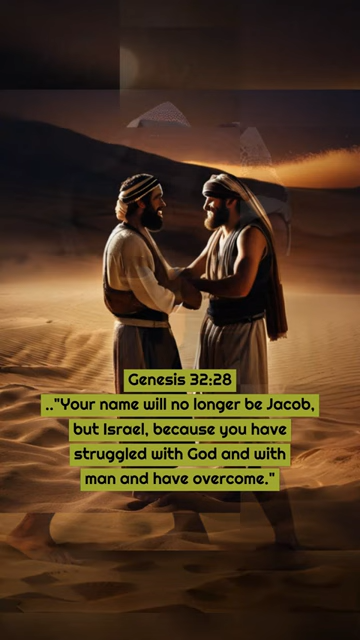 Genesis 32:28
.."Your name will no longer be Jacob,
but Israel, because you have
struggled with God and with
man and have overcome."